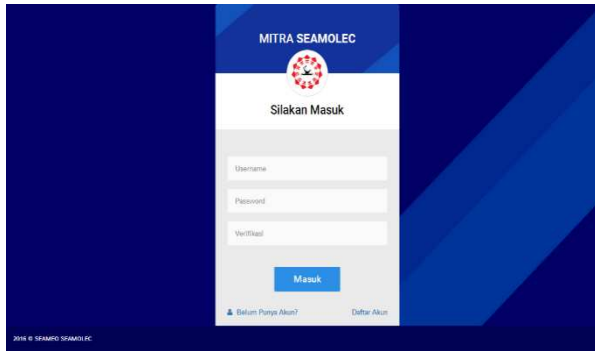 MITRA SEAMOLEC
Silakan Masuk
Username
Password
Verifikasi
Masuk
Belum Punya Akun? Daftar Akun
2016 © SEAMEO SEAMOLEC